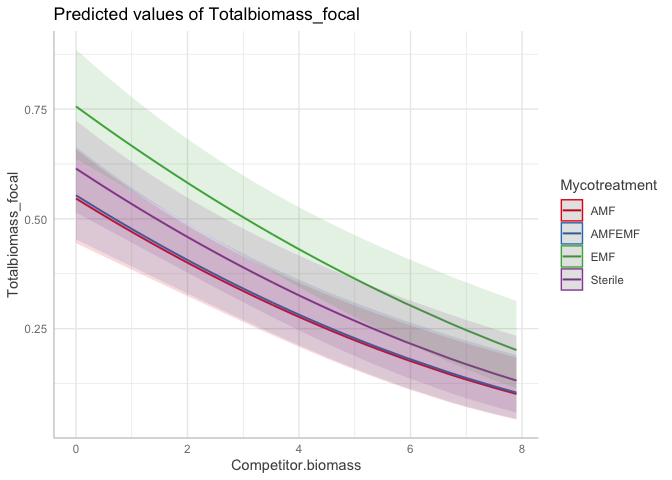 Predicted values of Totalbiomass_focal
Totalbiomass_focal
0.75
0.50
0.25
0
2
4
6
8
Competitor.biomass
Mycotreatment
AMF
AMFEMF
EMF
Sterile